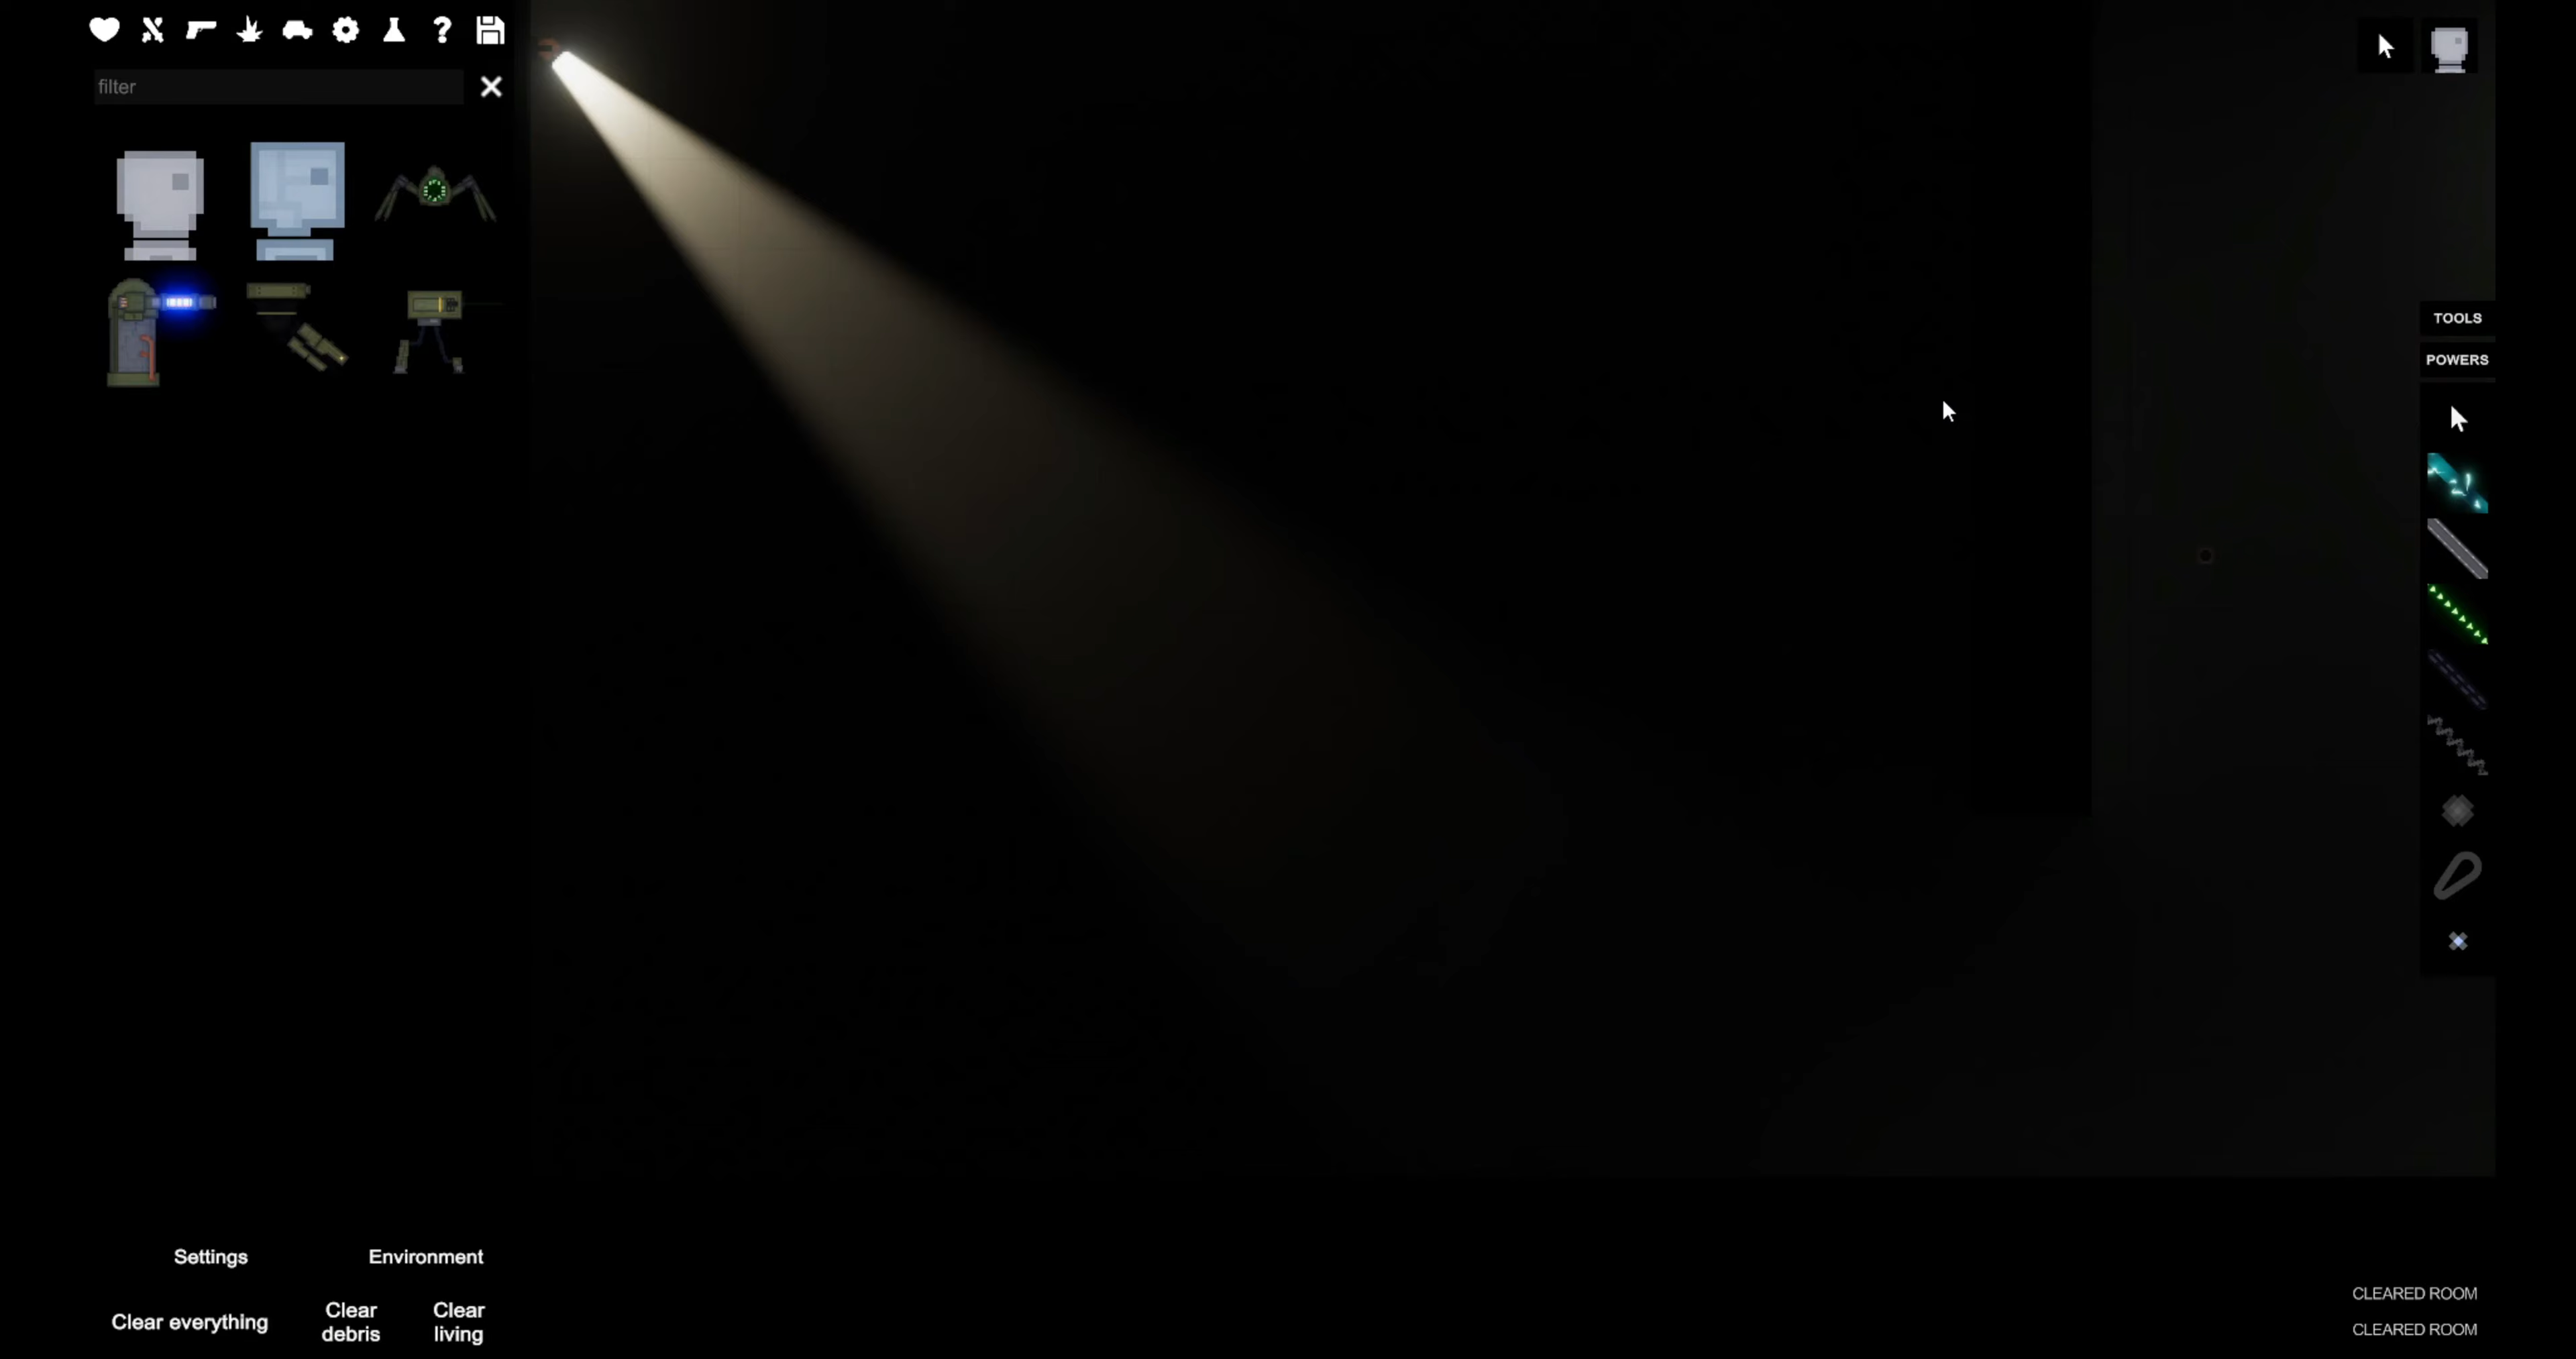 filter
TOOLS
POWERS
Settings
Environment
Clear everything
Clear
debris
Clear
living
CLEARED ROOM
CLEARED ROOM